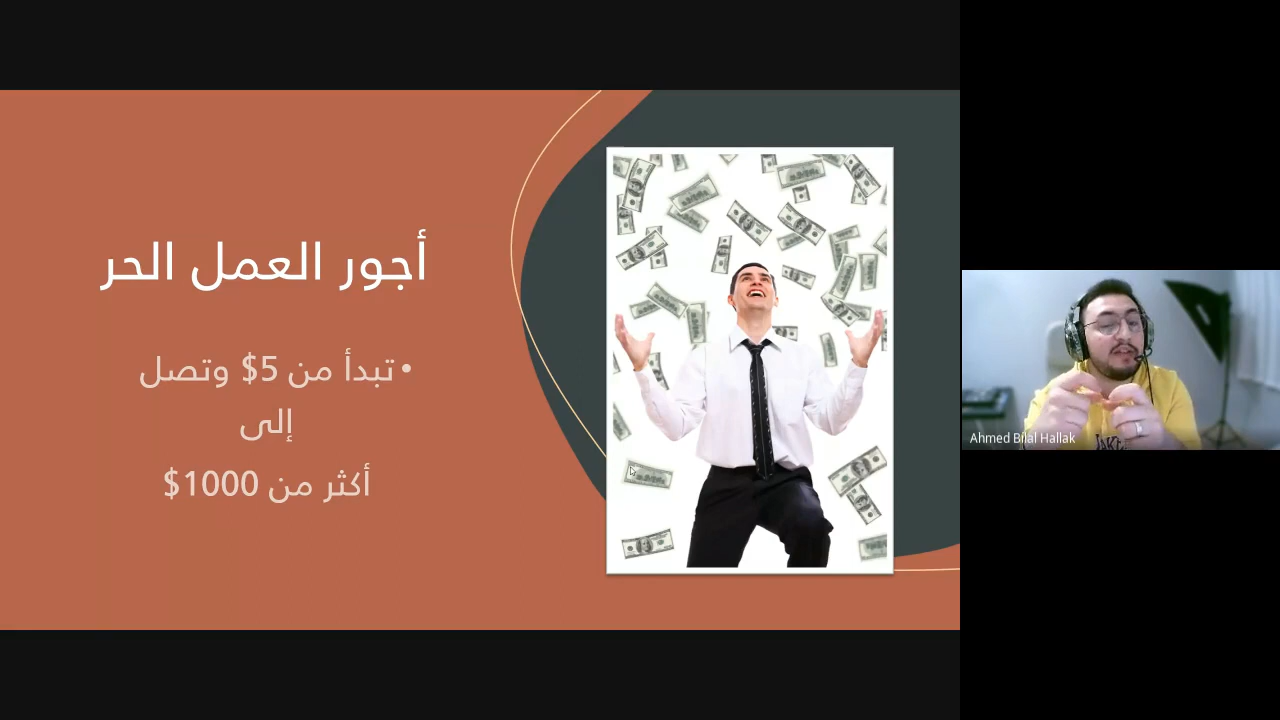 أجور العمل الحر
•تبدأ من 5$ وتصل
إلى
أكثر من 1000$
Ahmed Bilal Hallak